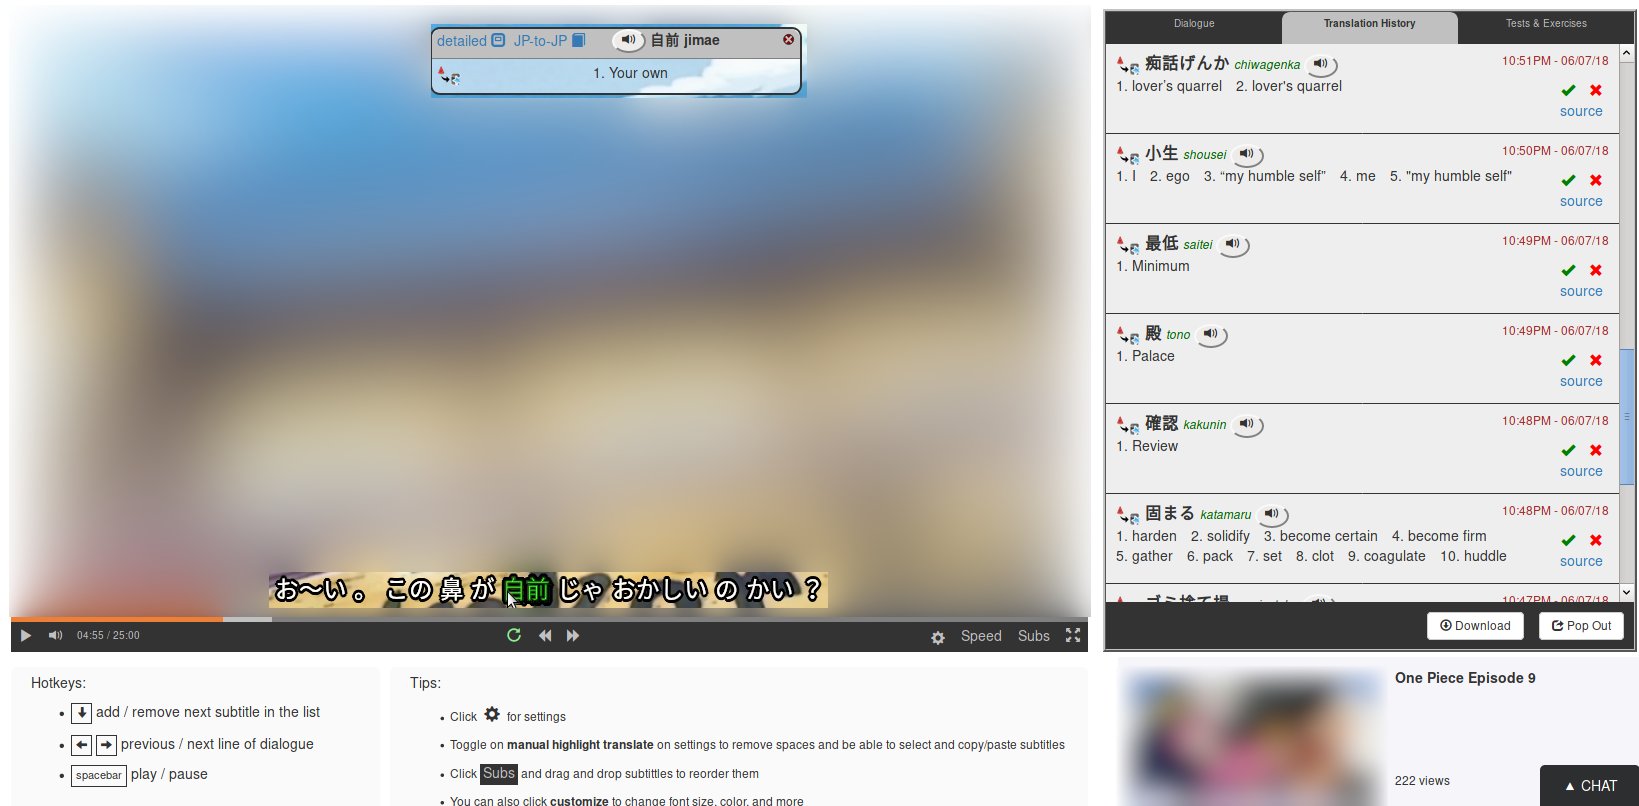 detailed JP-to-JP 自前 jimae
1. Your own
お～い 。 この 鼻 が 自前 じゃ おかしい の かい ？
04:55 / 25:00
Speed Subs
Hotkeys:
add / remove next subtitle in the list
previous / next line of dialogue
spacebar play / pause
Tips:
Click for settings
Toggle on manual highlight translate on settings to remove spaces and be able to select and copy/paste subtitles
Click Subs and drag and drop subtittles to reorder them
You can also click customize to change font size, color, and more
Dialogue Translation History Tests & Exercises
痴話げんか chiwagenka 10:51PM - 06/07/18
1. lover's quarrel 2. lover's quarrel
source
小生 shousei 10:50PM - 06/07/18
1. I 2. ego 3. “my humble self” 4. me 5. "my humble self"
source
最低 saitei 10:49PM - 06/07/18
1. Minimum
source
殿 tono 10:49PM - 06/07/18
1. Palace
source
確認 kakunin 10:48PM - 06/07/18
1. Review
source
固まる katamaru 10:48PM - 06/07/18
1. harden 2. solidify 3. become certain 4. become firm
5. gather 6. pack 7. set 8. clot 9. coagulate 10. huddle
source
ゴミ捨て場 10:47PM - 06/07/18
Download Pop Out
One Piece Episode 9
222 views
▲ CHAT